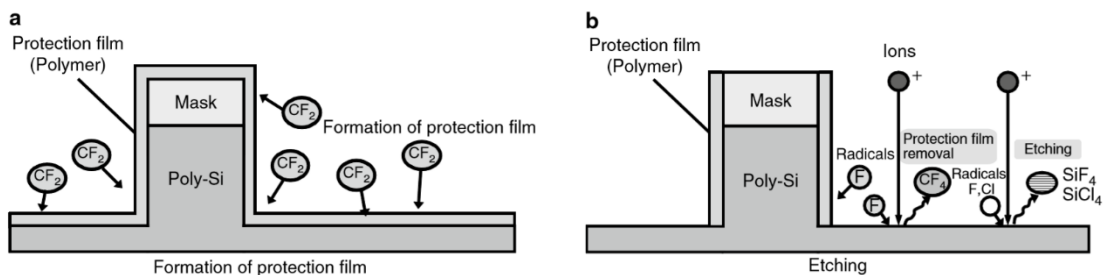 a
Protection film
(Polymer)
Mask
CF2
Formation of protection film
CF2
CF2
Poly-Si
CF2
CF2
CF2
Formation of protection film
b
Protection film
(Polymer)
Ions
+
+
Mask
Radicals
Protection film
removal
Etching
Poly-Si
F
CF4
Radicals
F,Cl
SiF4
SiCl4
F
Etching